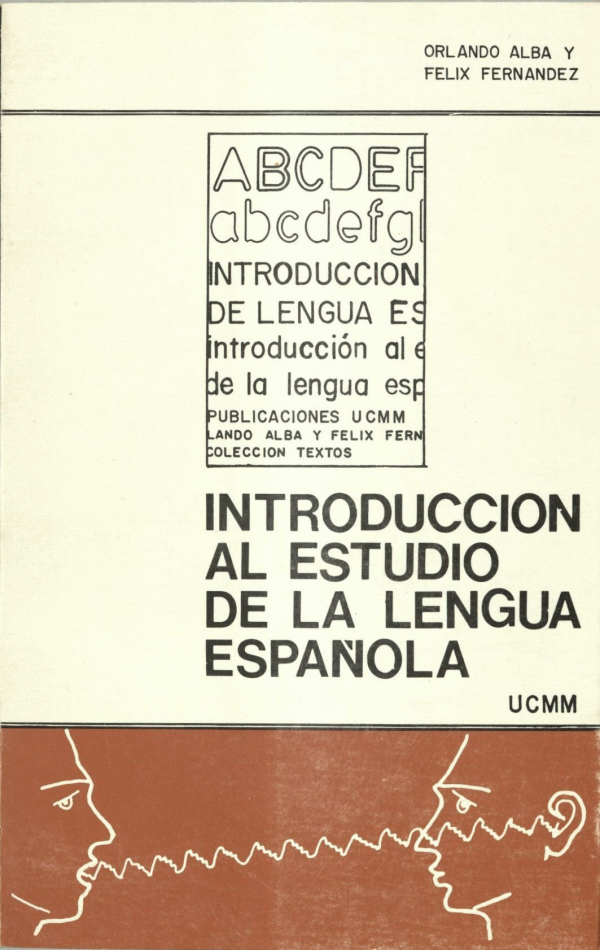 ORLANDO ALBA Y
FELIX FERNANDEZ
ABCDEF
abcdefgl
INTRODUCCION
DE LENGUA ES
introducción al e
de la lengua esp
PUBLICACIONES UCMM
LANDO ALBA Y FELIX FERN
COLECCION TEXTOS
INTRODUCCION
AL ESTUDIO
DE LA LENGUA
ESPAÑOLA
UCMM